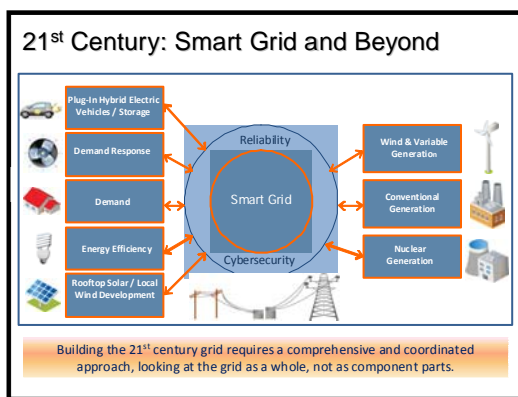 21st Century: Smart Grid and Beyond
Plug-In Hybrid Electric
Vehicles / Storage
Demand Response
Demand
Energy Efficiency
Rooftop Solar / Local
Wind Development
Reliability
Smart Grid
Cybersecurity
Wind & Variable
Generation
Conventional
Generation
Nuclear
Generation
Building the 21st century grid requires a comprehensive and coordinated
approach, looking at the grid as a whole, not as component parts.